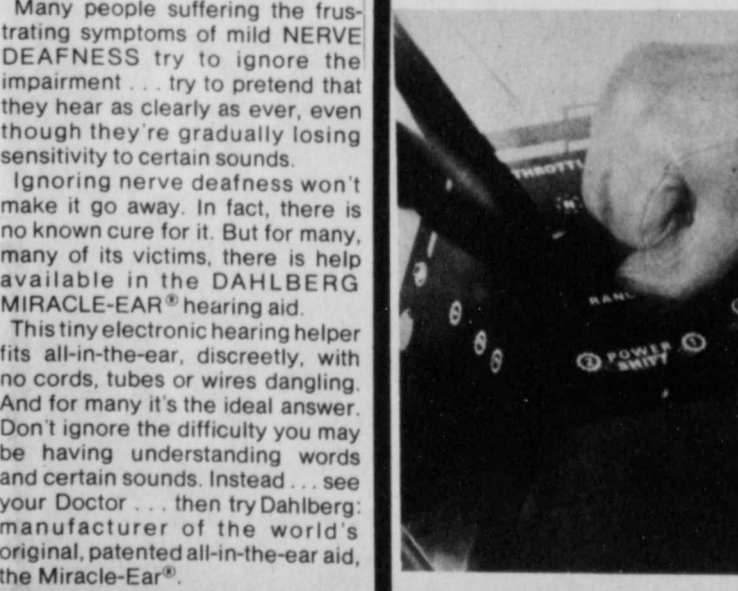 Many people suffering the frus-
trating symptoms of mild NERVE
DEAFNESS try to ignore the
impairment . . . try to pretend that
they hear as clearly as ever, even
though they're gradually losing
sensitivity to certain sounds.
Ignoring nerve deafness won't
make it go away. In fact, there is
no known cure for it. But for many,
many of its victims, there is help
available in the DAHLBERG
MIRACLE-EAR® hearing aid.
This tiny electronic hearing helper
fits all-in-the-ear, discreetly, with
no cords, tubes or wires dangling.
And for many it's the ideal answer.
Don't ignore the difficulty you may
be having understanding words
and certain sounds. Instead . . . see
your Doctor . . . then try Dahlberg:
manufacturer of the world's
original, patented all-in-the-ear aid,
the Miracle-Ear®.
THROTTL
N
RAN
2 POWER 1
SHIFT